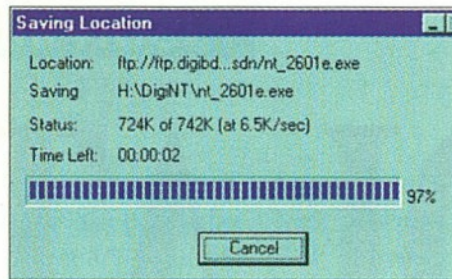 Saving Location
Location: ftp://ftp.digibd...sdn/nt_2601e.exe
Saving H:\DigiNT\nt_2601e.exe
Status: 724K of 742K (at 6.5K/sec)
Time Left: 00:00:02
97%
Cancel